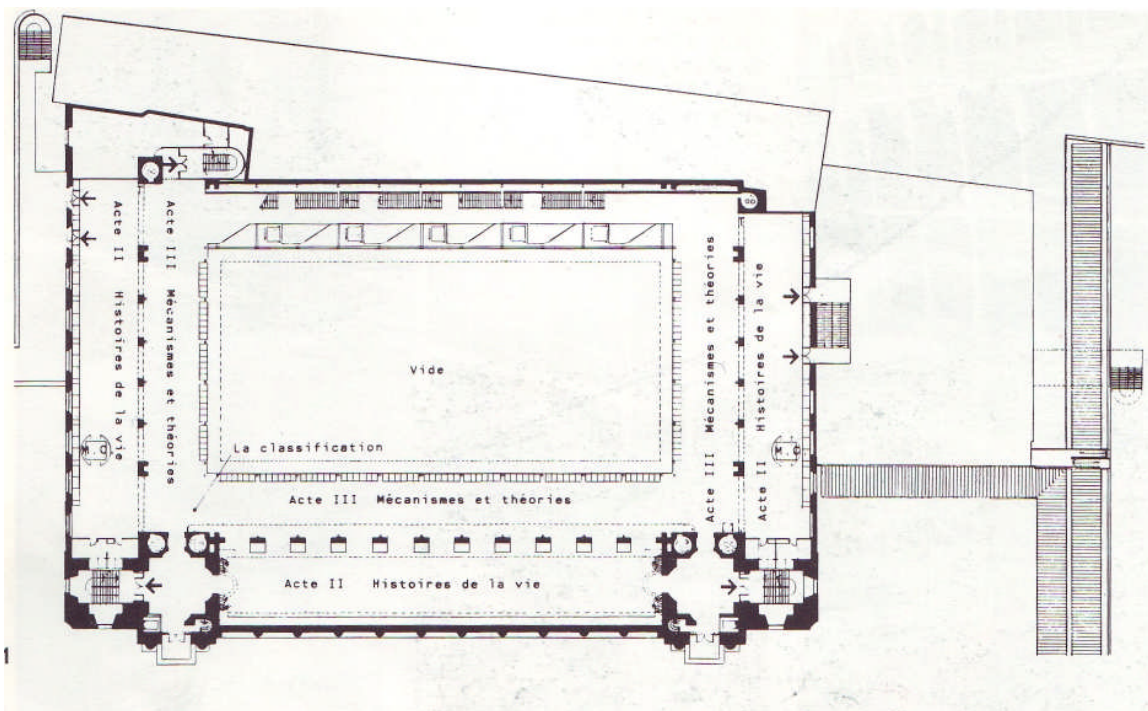 Acte II Histoires de la vie
Acte III Mécanismes et théories
Acte III Mécanismes et théories
Acte II Histoires de la vie
Vide
M.C.
M.C.
La classification
Acte III Mécanismes et théories
Acte II Histoires de la vie
1